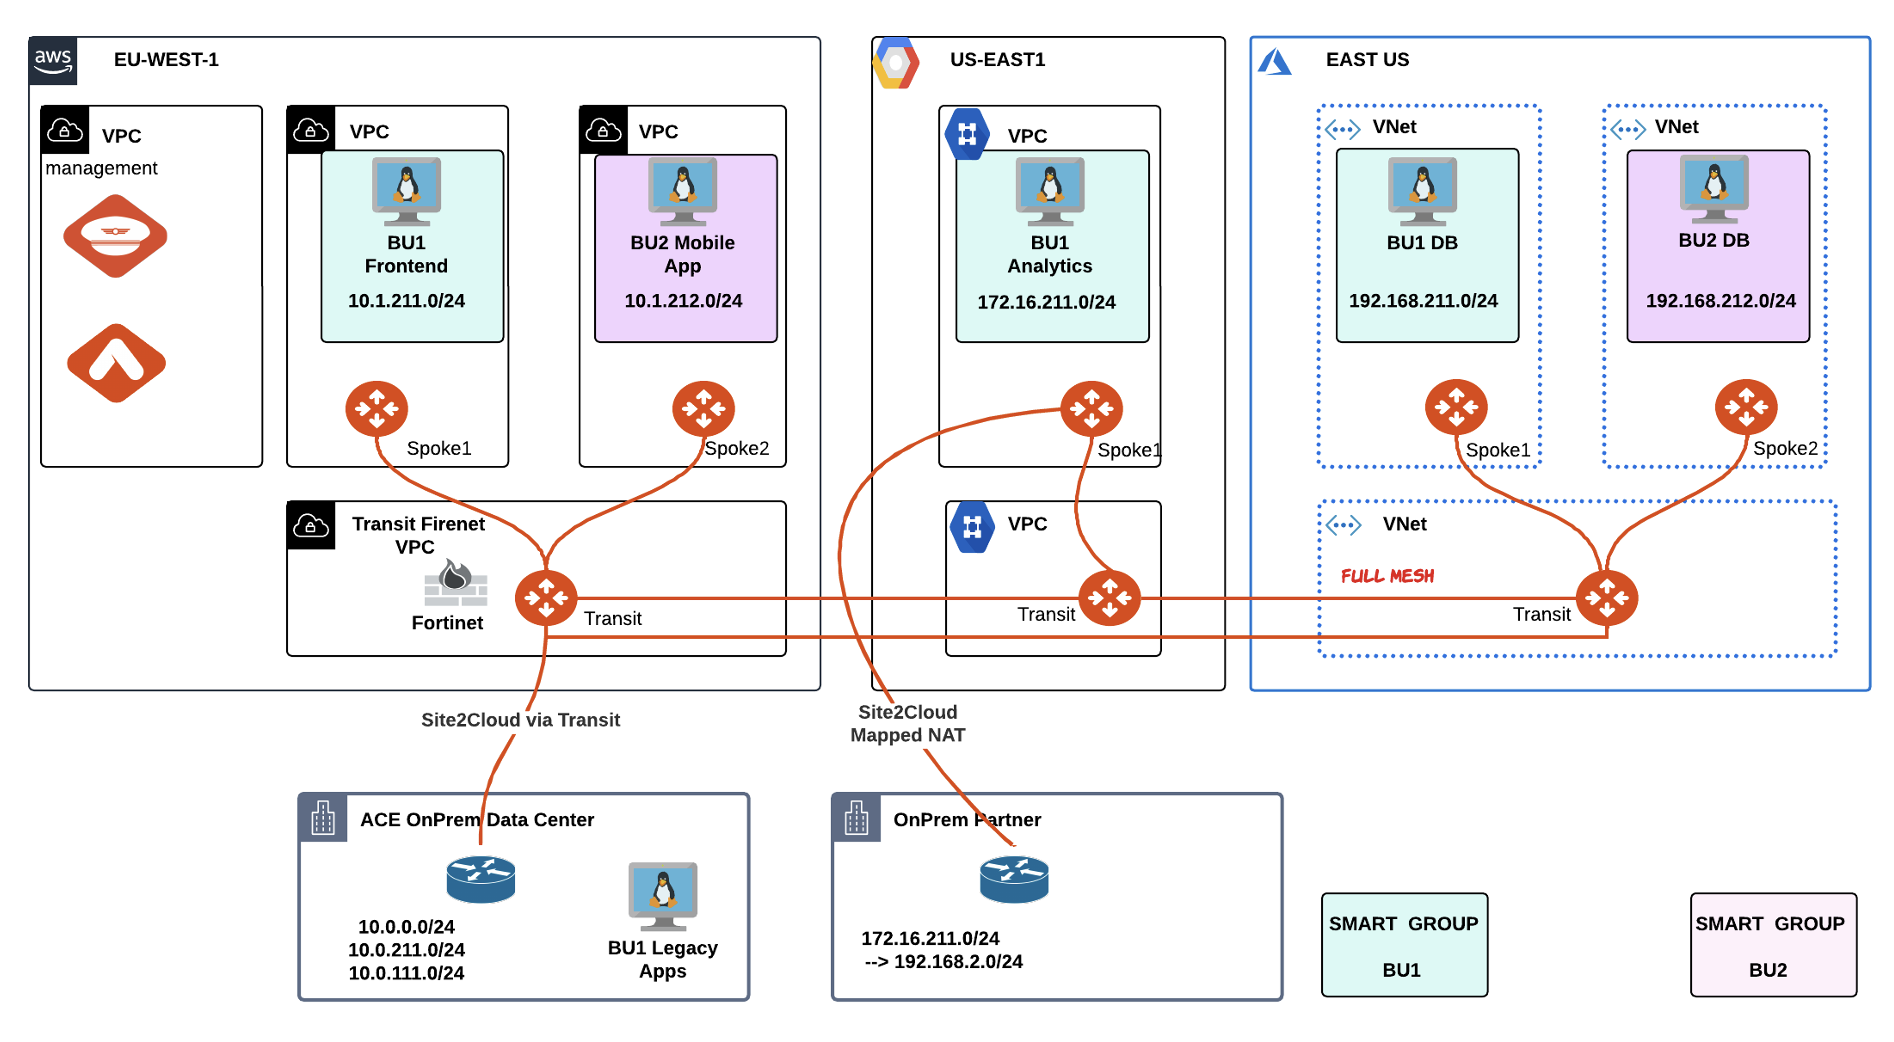 aws
EU-WEST-1
VPC
management
VPC
BU1
Frontend
10.1.211.0/24
Spoke1
VPC
BU2 Mobile
App
10.1.212.0/24
Spoke2
Transit Firenet
VPC
Fortinet
Transit
US-EAST1
VPC
BU1
Analytics
172.16.211.0/24
Spoke1
VPC
Transit
EAST US
VNet
BU1 DB
192.168.211.0/24
Spoke1
VNet
BU2 DB
192.168.212.0/24
Spoke2
VNet
FULL MESH
Transit
Site2Cloud via Transit
Site2Cloud
Mapped NAT
ACE OnPrem Data Center
10.0.0.0/24
10.0.211.0/24
10.0.111.0/24
BU1 Legacy
Apps
OnPrem Partner
172.16.211.0/24
--> 192.168.2.0/24
SMART GROUP
BU1
SMART GROUP
BU2